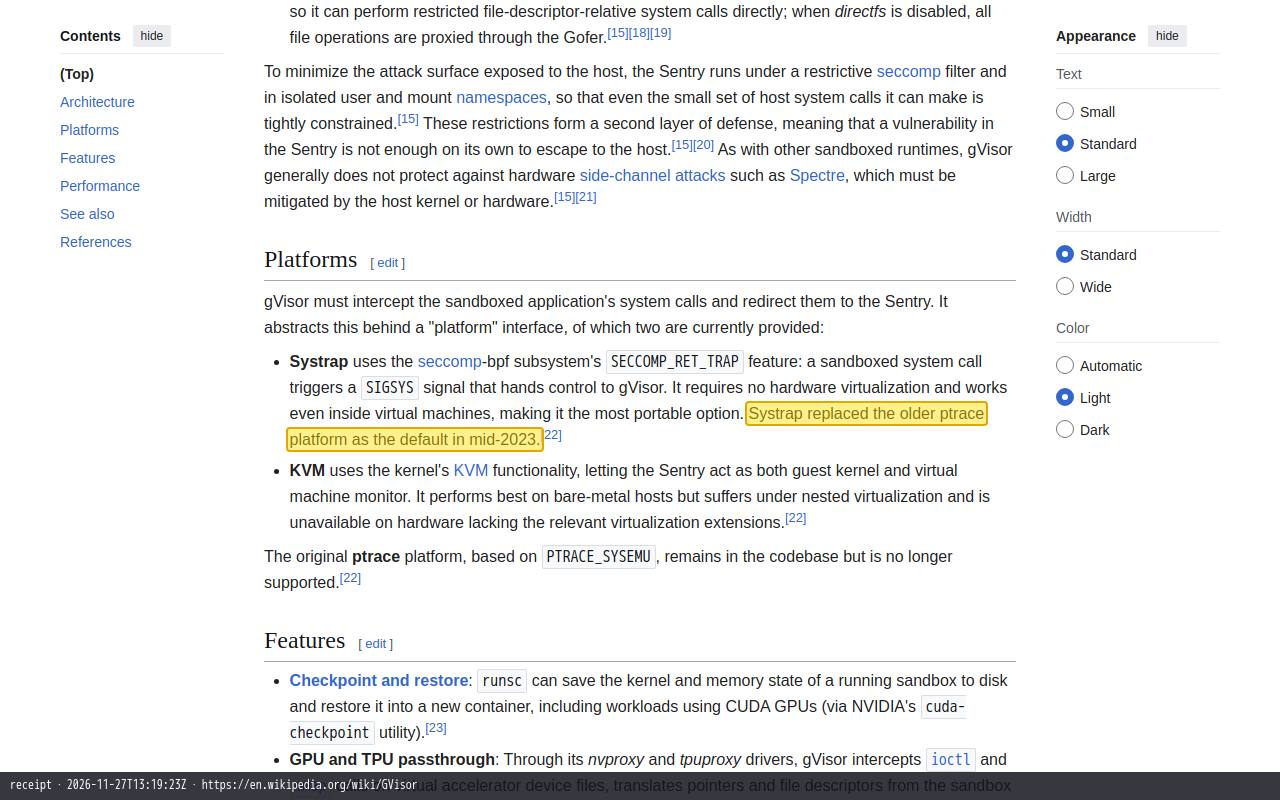 Contents hide
(Top)
Architecture
Platforms
Features
Performance
See also
References
so it can perform restricted file-descriptor-relative system calls directly; when directfs is disabled, all
file operations are proxied through the Gofer.[15][18][19]
To minimize the attack surface exposed to the host, the Sentry runs under a restrictive seccomp filter and
in isolated user and mount namespaces, so that even the small set of host system calls it can make is
tightly constrained.[15] These restrictions form a second layer of defense, meaning that a vulnerability in
the Sentry is not enough on its own to escape to the host.[15][20] As with other sandboxed runtimes, gVisor
generally does not protect against hardware side-channel attacks such as Spectre, which must be
mitigated by the host kernel or hardware.[15][21]
Platforms [ edit ]
gVisor must intercept the sandboxed application's system calls and redirect them to the Sentry. It
abstracts this behind a "platform" interface, of which two are currently provided:
• Systrap uses the seccomp-bpf subsystem's SECCOMP_RET_TRAP feature: a sandboxed system call
triggers a SIGSYS signal that hands control to gVisor. It requires no hardware virtualization and works
even inside virtual machines, making it the most portable option. Systrap replaced the older ptrace
platform as the default in mid-2023.22]
• KVM uses the kernel's KVM functionality, letting the Sentry act as both guest kernel and virtual
machine monitor. It performs best on bare-metal hosts but suffers under nested virtualization and is
unavailable on hardware lacking the relevant virtualization extensions.[22]
The original ptrace platform, based on PTRACE_SYSEMU, remains in the codebase but is no longer
supported.[22]
Features [ edit ]
• Checkpoint and restore: runsc can save the kernel and memory state of a running sandbox to disk
and restore it into a new container, including workloads using CUDA GPUs (via NVIDIA's cuda-
checkpoint utility).[23]
• GPU and TPU passthrough: Through its nvproxy and tpuproxy drivers, gVisor intercepts ioctl and
accelerator device files, translates pointers and file descriptors from the sandbox
Appearance hide
Text
Small
Standard
Large
Width
Standard
Wide
Color
Automatic
Light
Dark
receipt · 2026-11-27T13:19:23Z · https://en.wikipedia.org/wiki/GVisor